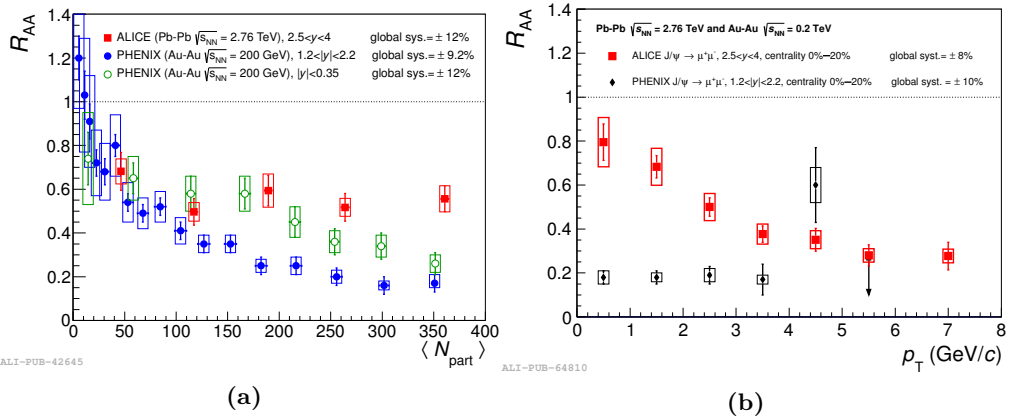 R_AA
1.4
1.2
1
0.8
0.6
0.4
0.2
0
ALICE (Pb-Pb √s_NN = 2.76 TeV), 2.5<y<4 global sys.= ± 12%
PHENIX (Au-Au √s_NN = 200 GeV), 1.2<|y|<2.2 global sys.= ± 9.2%
PHENIX (Au-Au √s_NN = 200 GeV), |y|<0.35 global sys.= ± 12%
0 50 100 150 200 250 300 350 400
⟨ N_part ⟩
ALI-PUB-42645
(a)
R_AA
1.4
1.2
1
0.8
0.6
0.4
0.2
0
Pb-Pb √s_NN = 2.76 TeV and Au-Au √s_NN = 0.2 TeV
ALICE J/ψ → μ⁺μ⁻, 2.5<y<4, centrality 0%–20% global syst.= ± 8%
PHENIX J/ψ → μ⁺μ⁻, 1.2<|y|<2.2, centrality 0%–20% global syst. = ± 10%
0 1 2 3 4 5 6 7 8
p_T (GeV/c)
ALI-PUB-64810
(b)